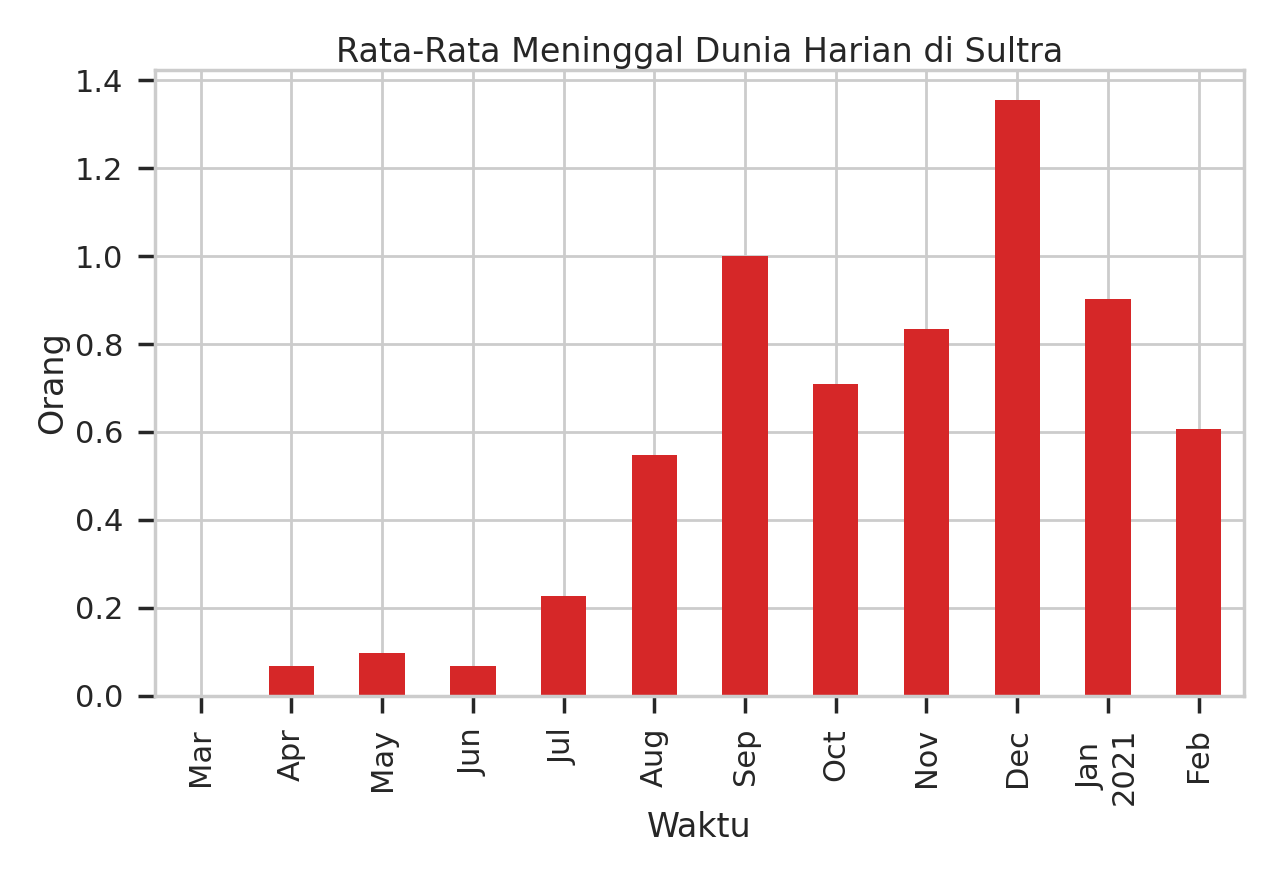 Rata-Rata Meninggal Dunia Harian di Sultra
1.4
1.2
1.0
0.8
0.6
0.4
0.2
0.0
Orang
Mar
Apr
May
Jun
Jul
Aug
Sep
Oct
Nov
Dec
Jan
2021
Feb
Waktu